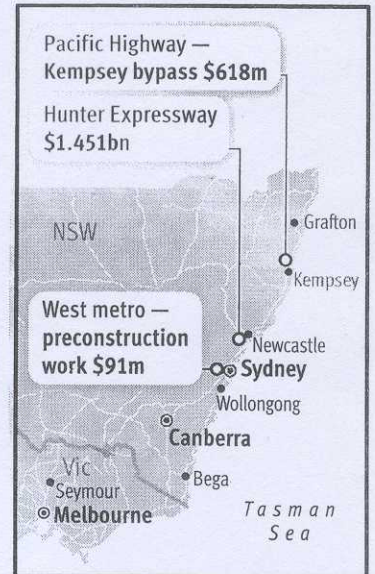 Pacific Highway —
Kempsey bypass $618m
Hunter Expressway
$1.451bn
NSW
Grafton
Kempsey
West metro —
preconstruction
work $91m
Newcastle
Sydney
Wollongong
Canberra
Vic
Seymour
Bega
Melbourne
Tasman
Sea